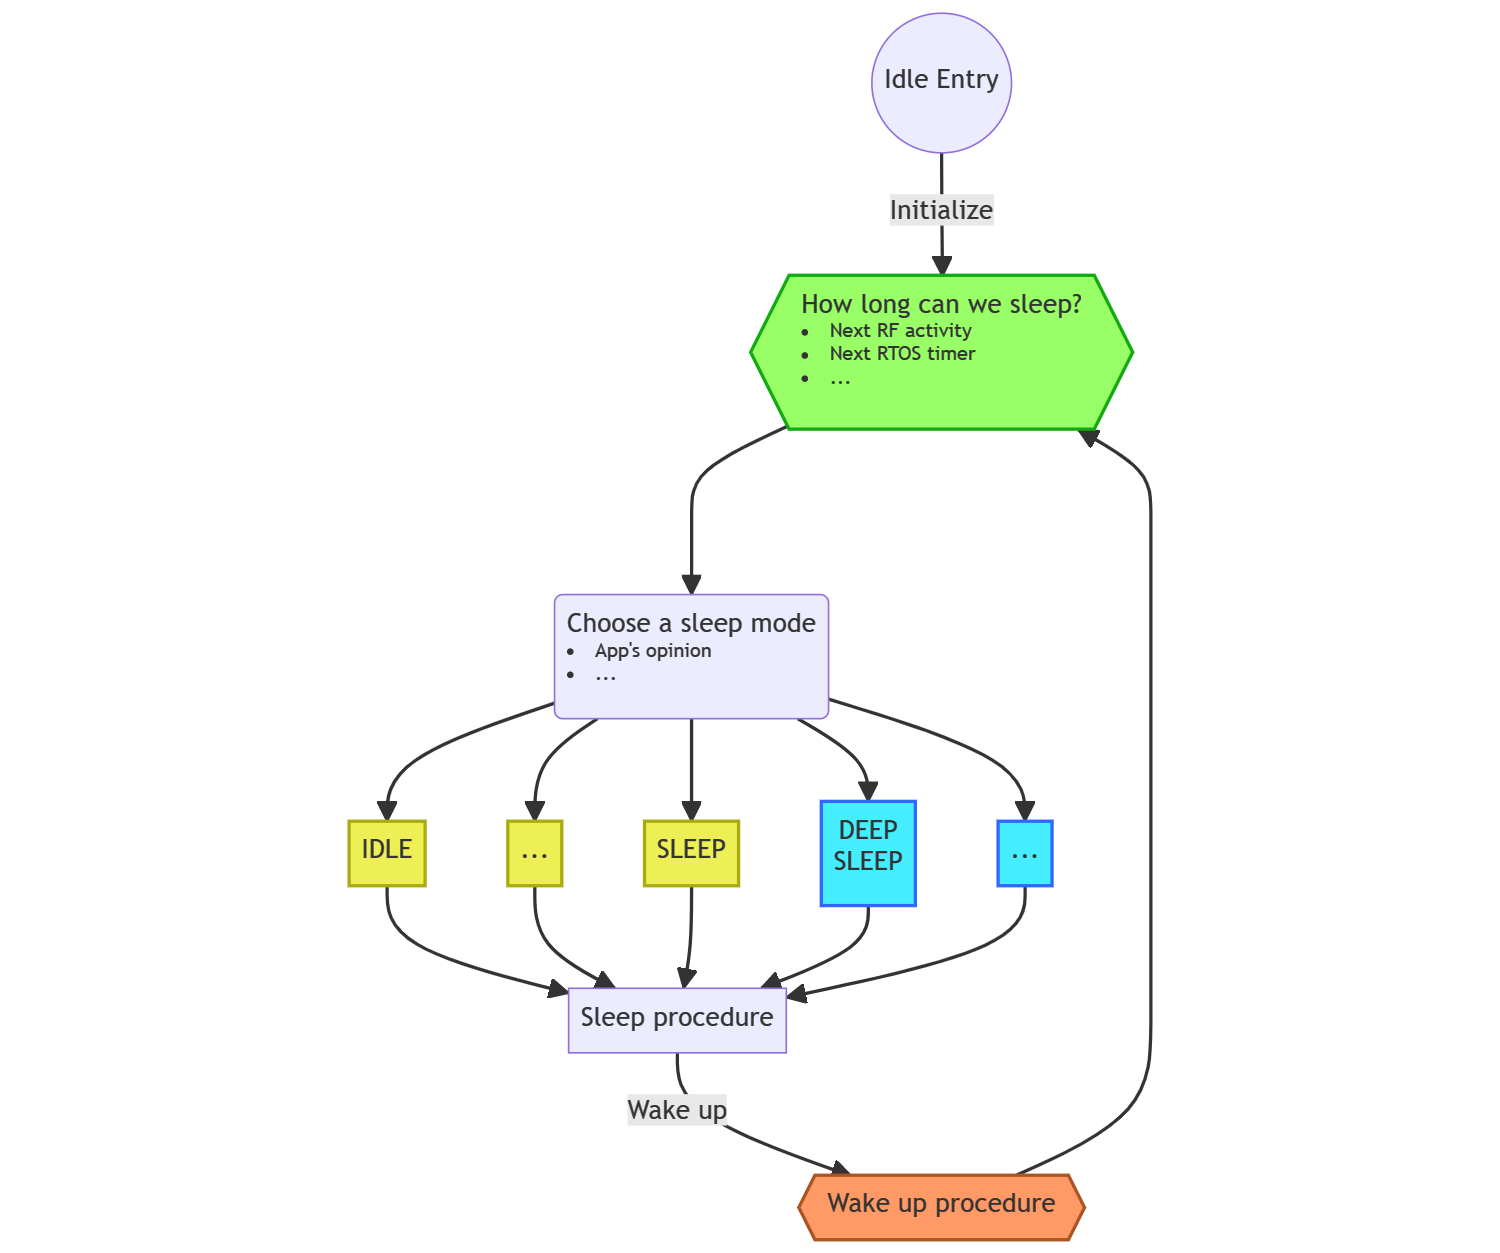 Idle Entry
Initialize
How long can we sleep?
• Next RF activity
• Next RTOS timer
• ...
Choose a sleep mode
• App's opinion
• ...
IDLE
...
SLEEP
DEEP
SLEEP
...
Sleep procedure
Wake up
Wake up procedure